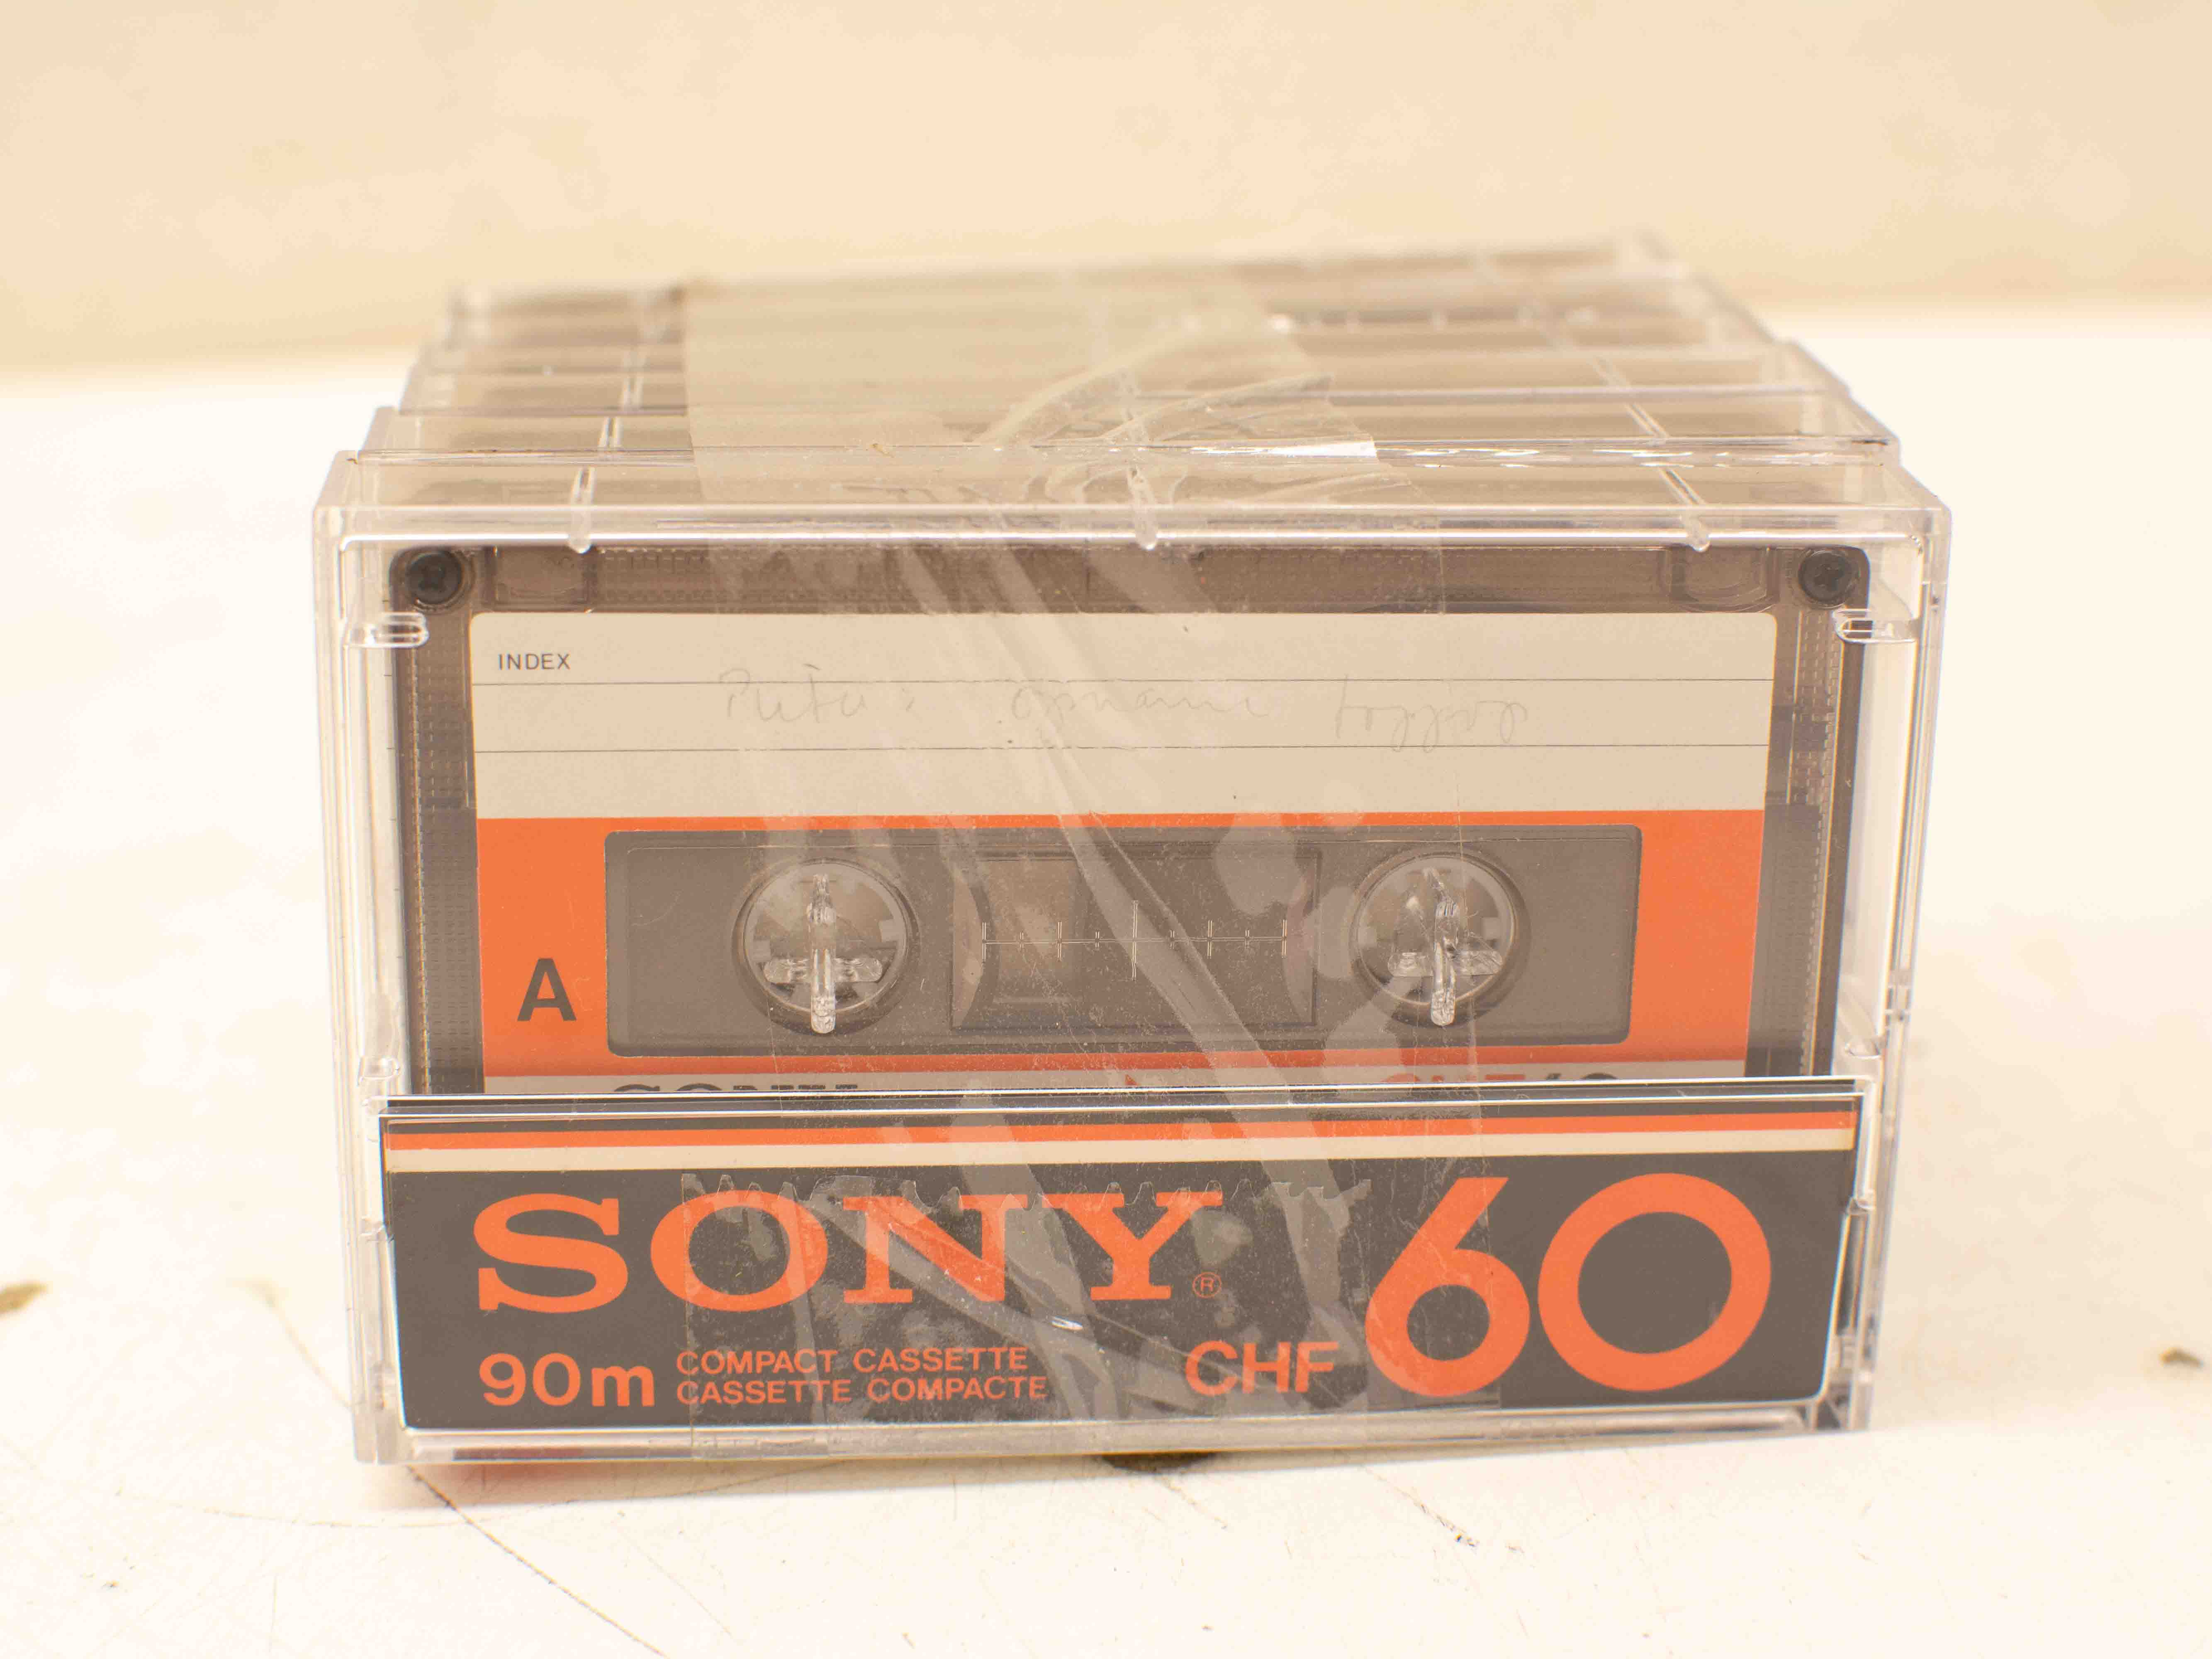 INDEX
A
SONY®
60
90m COMPACT CASSETTE
CASSETTE COMPACTE
CHF